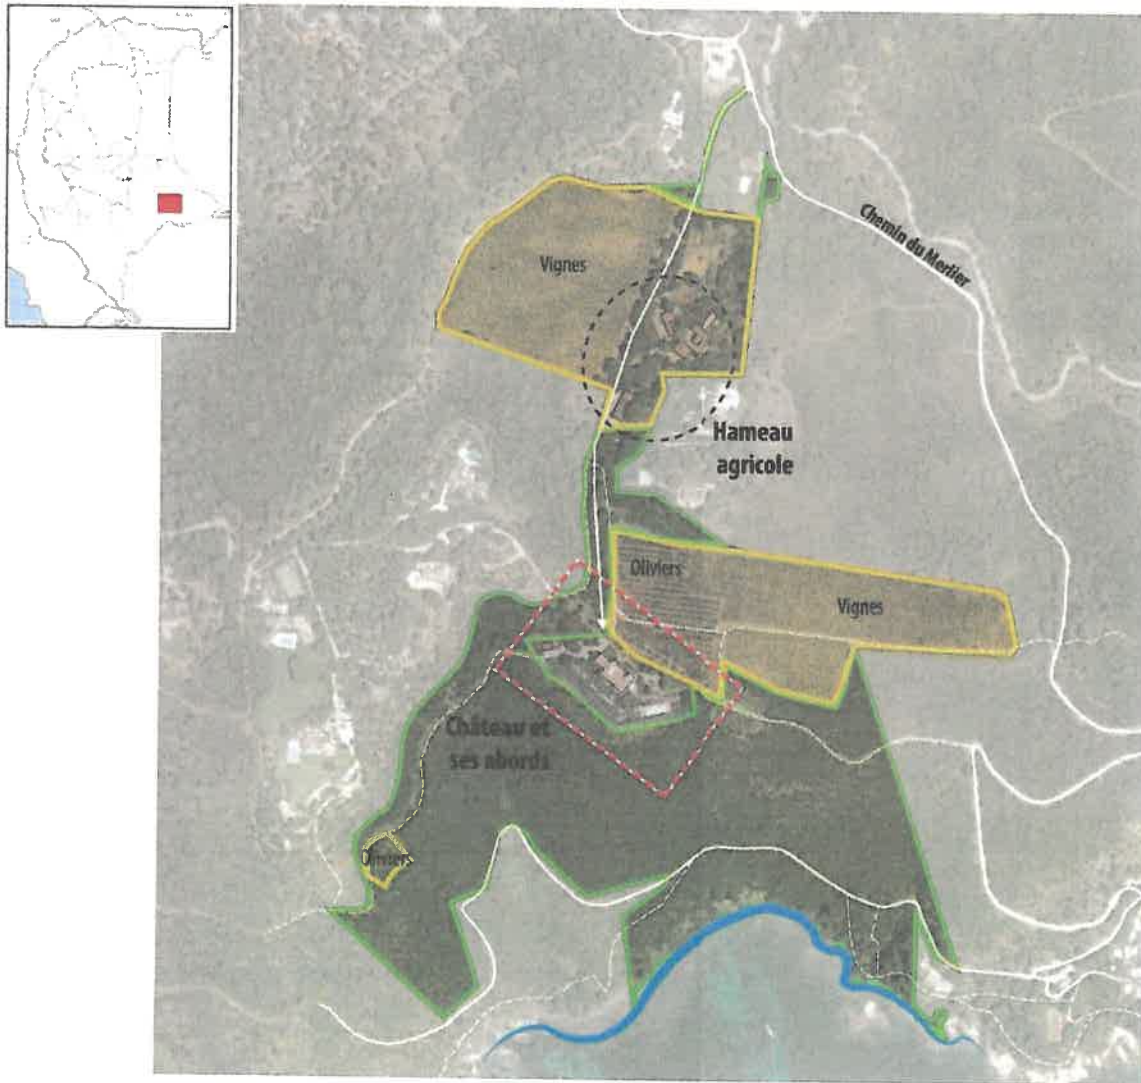 Chemin du Merlier
Vignes
Hameau
agricole
Oliviers
Vignes
Château et
ses abords
Oliviers